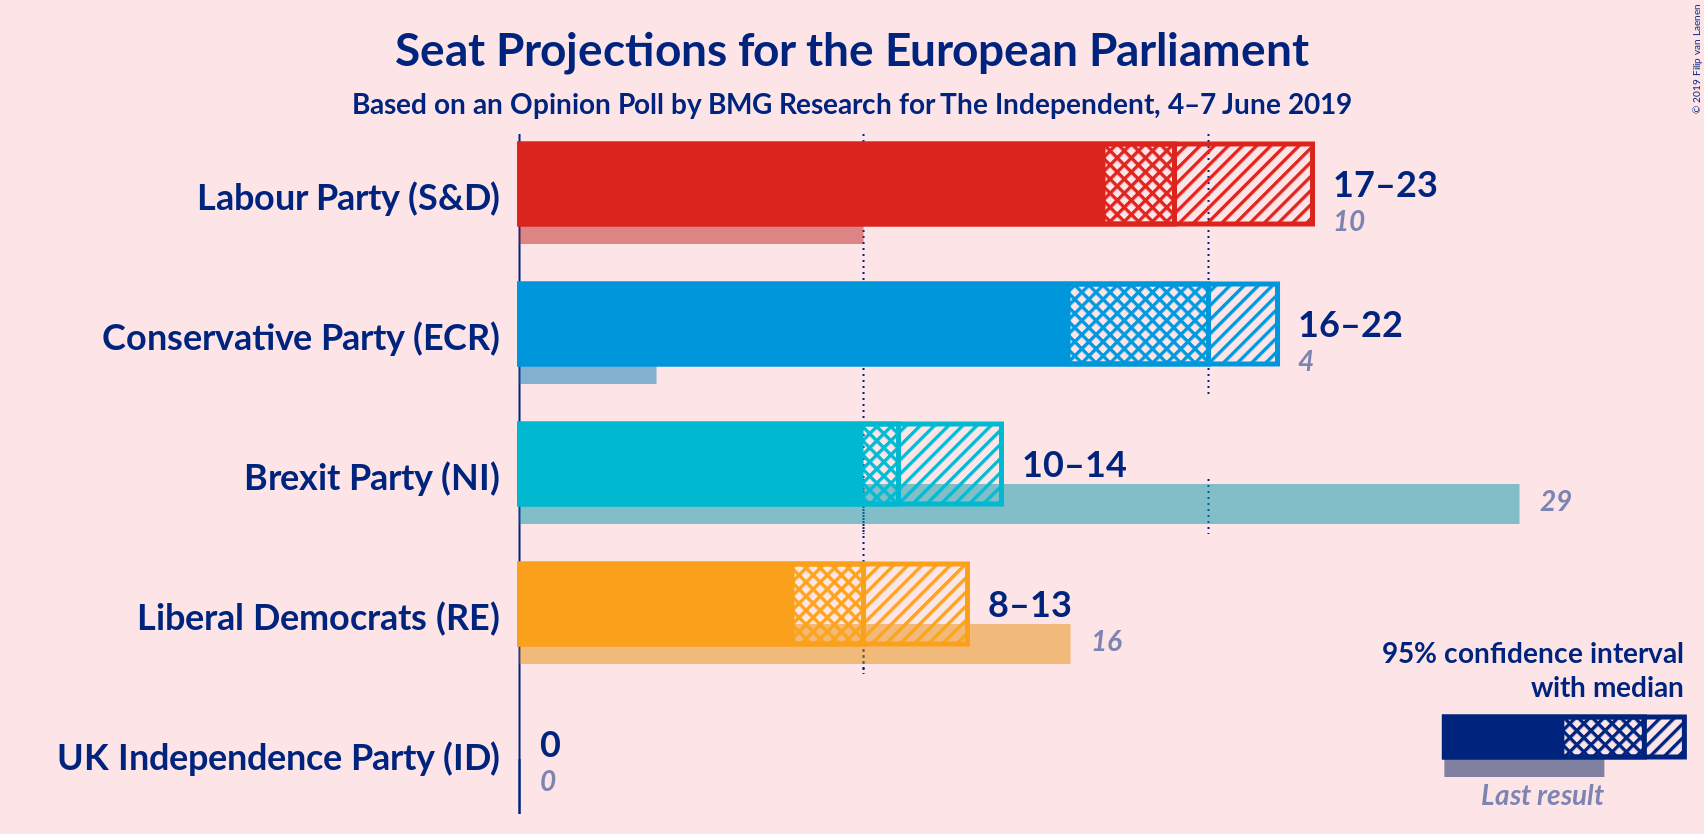 Seat Projections for the European Parliament
Based on an Opinion Poll by BMG Research for The Independent, 4–7 June 2019
© 2019 Filip van Laenen
Labour Party (S&D)
17–23
10
Conservative Party (ECR)
16–22
4
Brexit Party (NI)
10–14
29
Liberal Democrats (RE)
8–13
16
UK Independence Party (ID)
0
0
95% confidence interval
with median
Last result